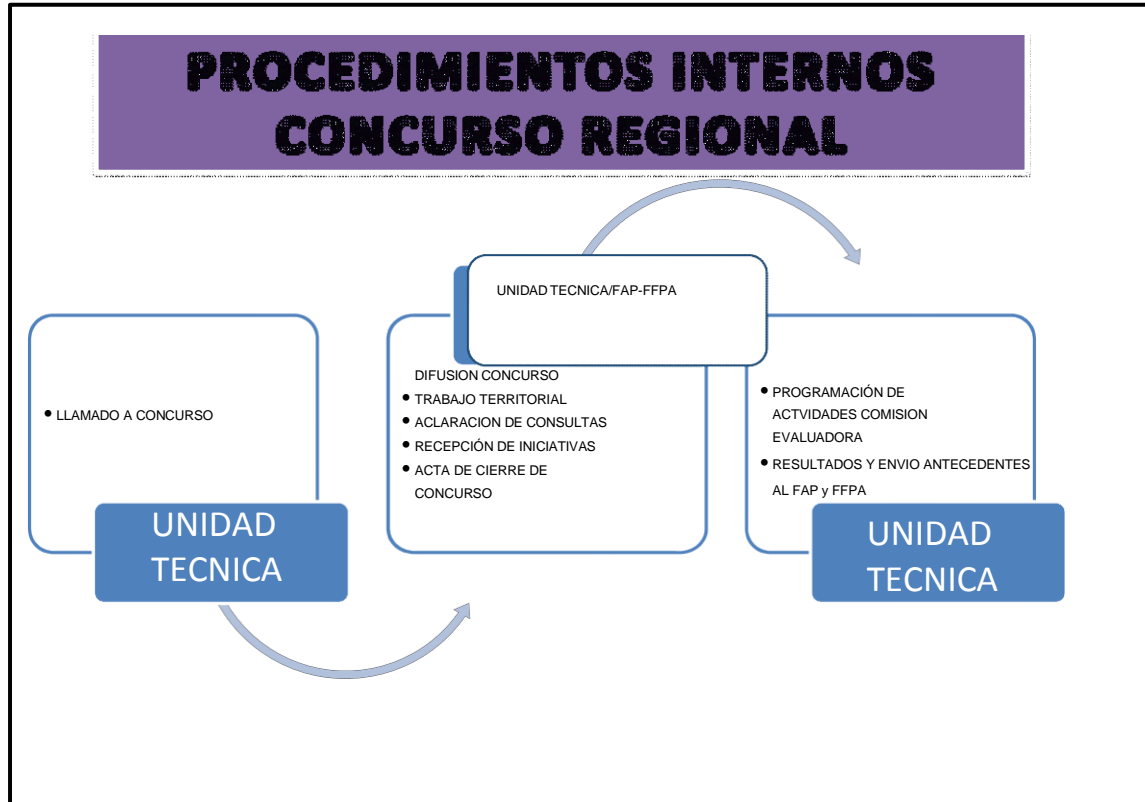 PROCEDIMIENTOS INTERNOS
CONCURSO REGIONAL
• LLAMADO A CONCURSO
UNIDAD
TECNICA
UNIDAD TECNICA/FAP-FFPA
DIFUSION CONCURSO
• TRABAJO TERRITORIAL
• ACLARACION DE CONSULTAS
• RECEPCIÓN DE INICIATIVAS
• ACTA DE CIERRE DE
CONCURSO
• PROGRAMACIÓN DE
ACTVIDADES COMISION
EVALUADORA
• RESULTADOS Y ENVIO ANTECEDENTES
AL FAP y FFPA
UNIDAD
TECNICA